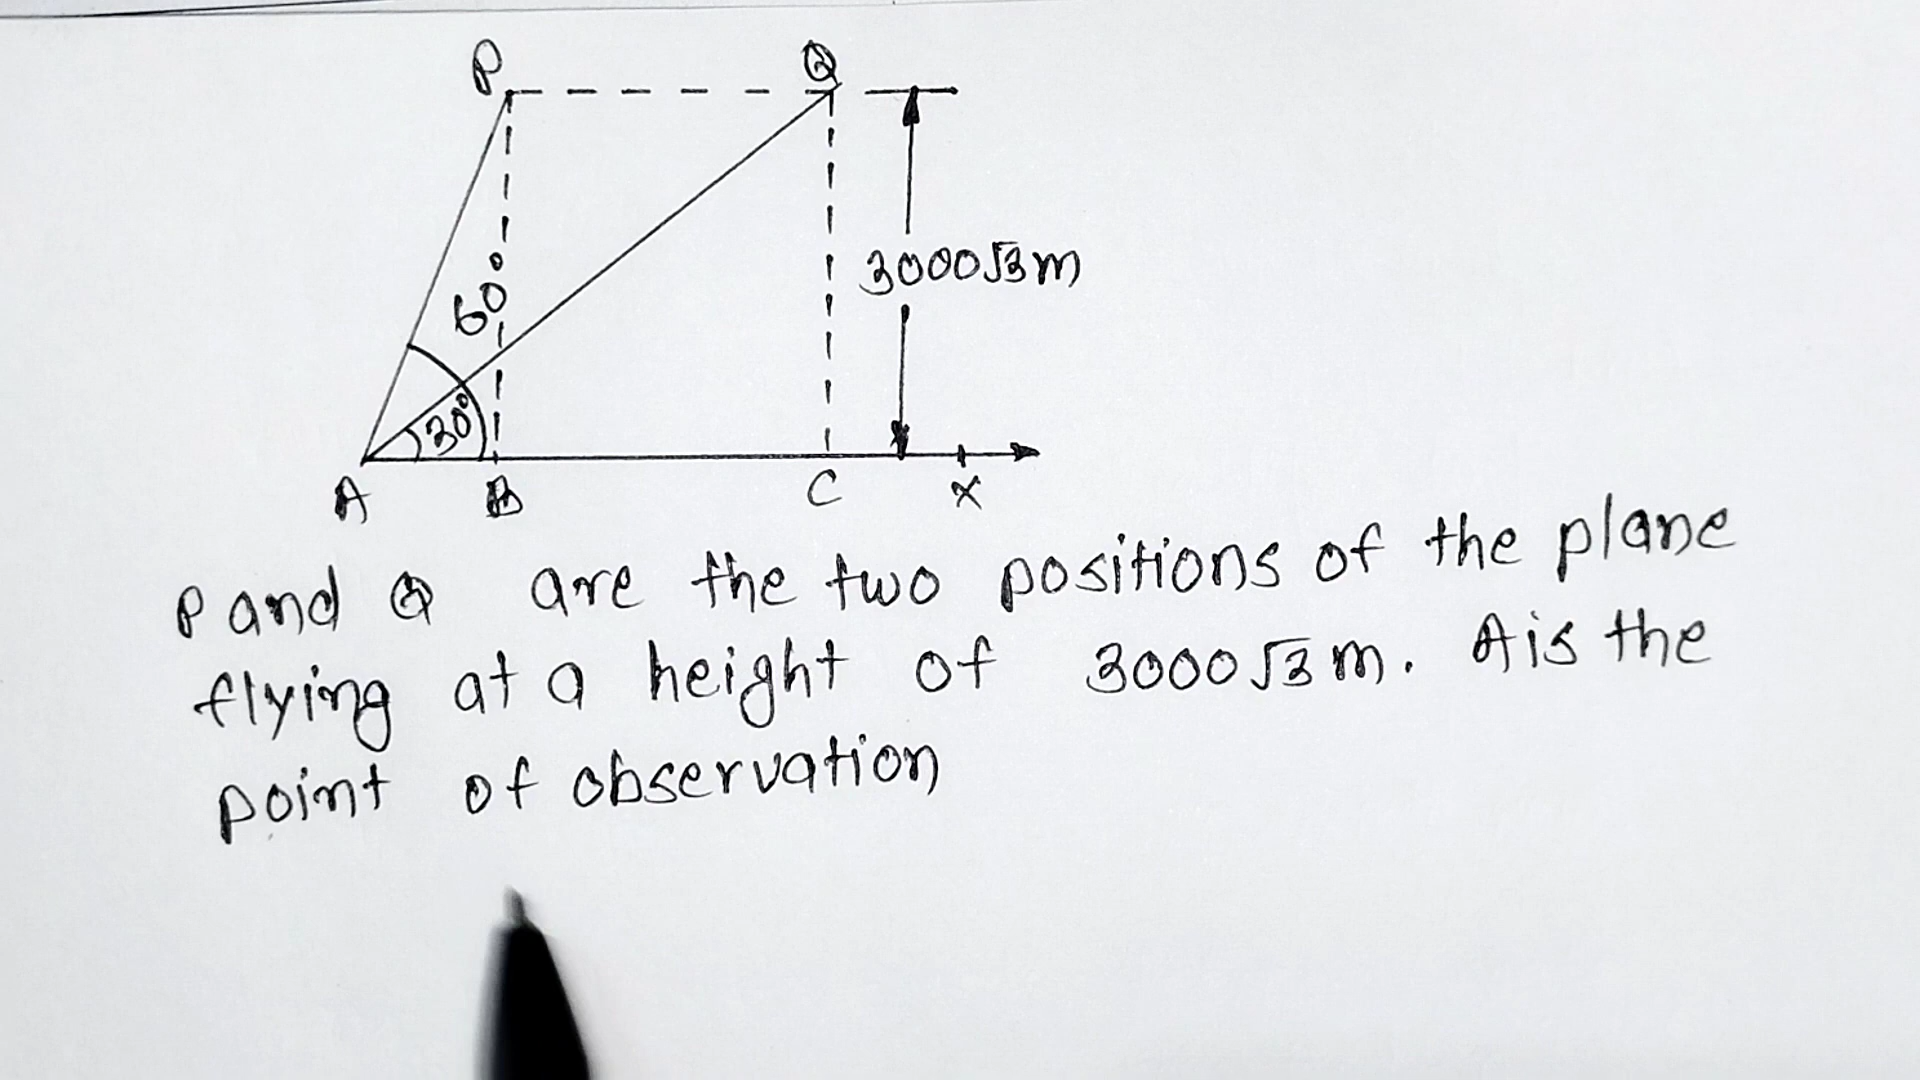 P Q
60°
3000√3m
30°
A B C X
P and Q are the two positions of the plane
flying at a height of 3000√3 m. A is the
point of observation